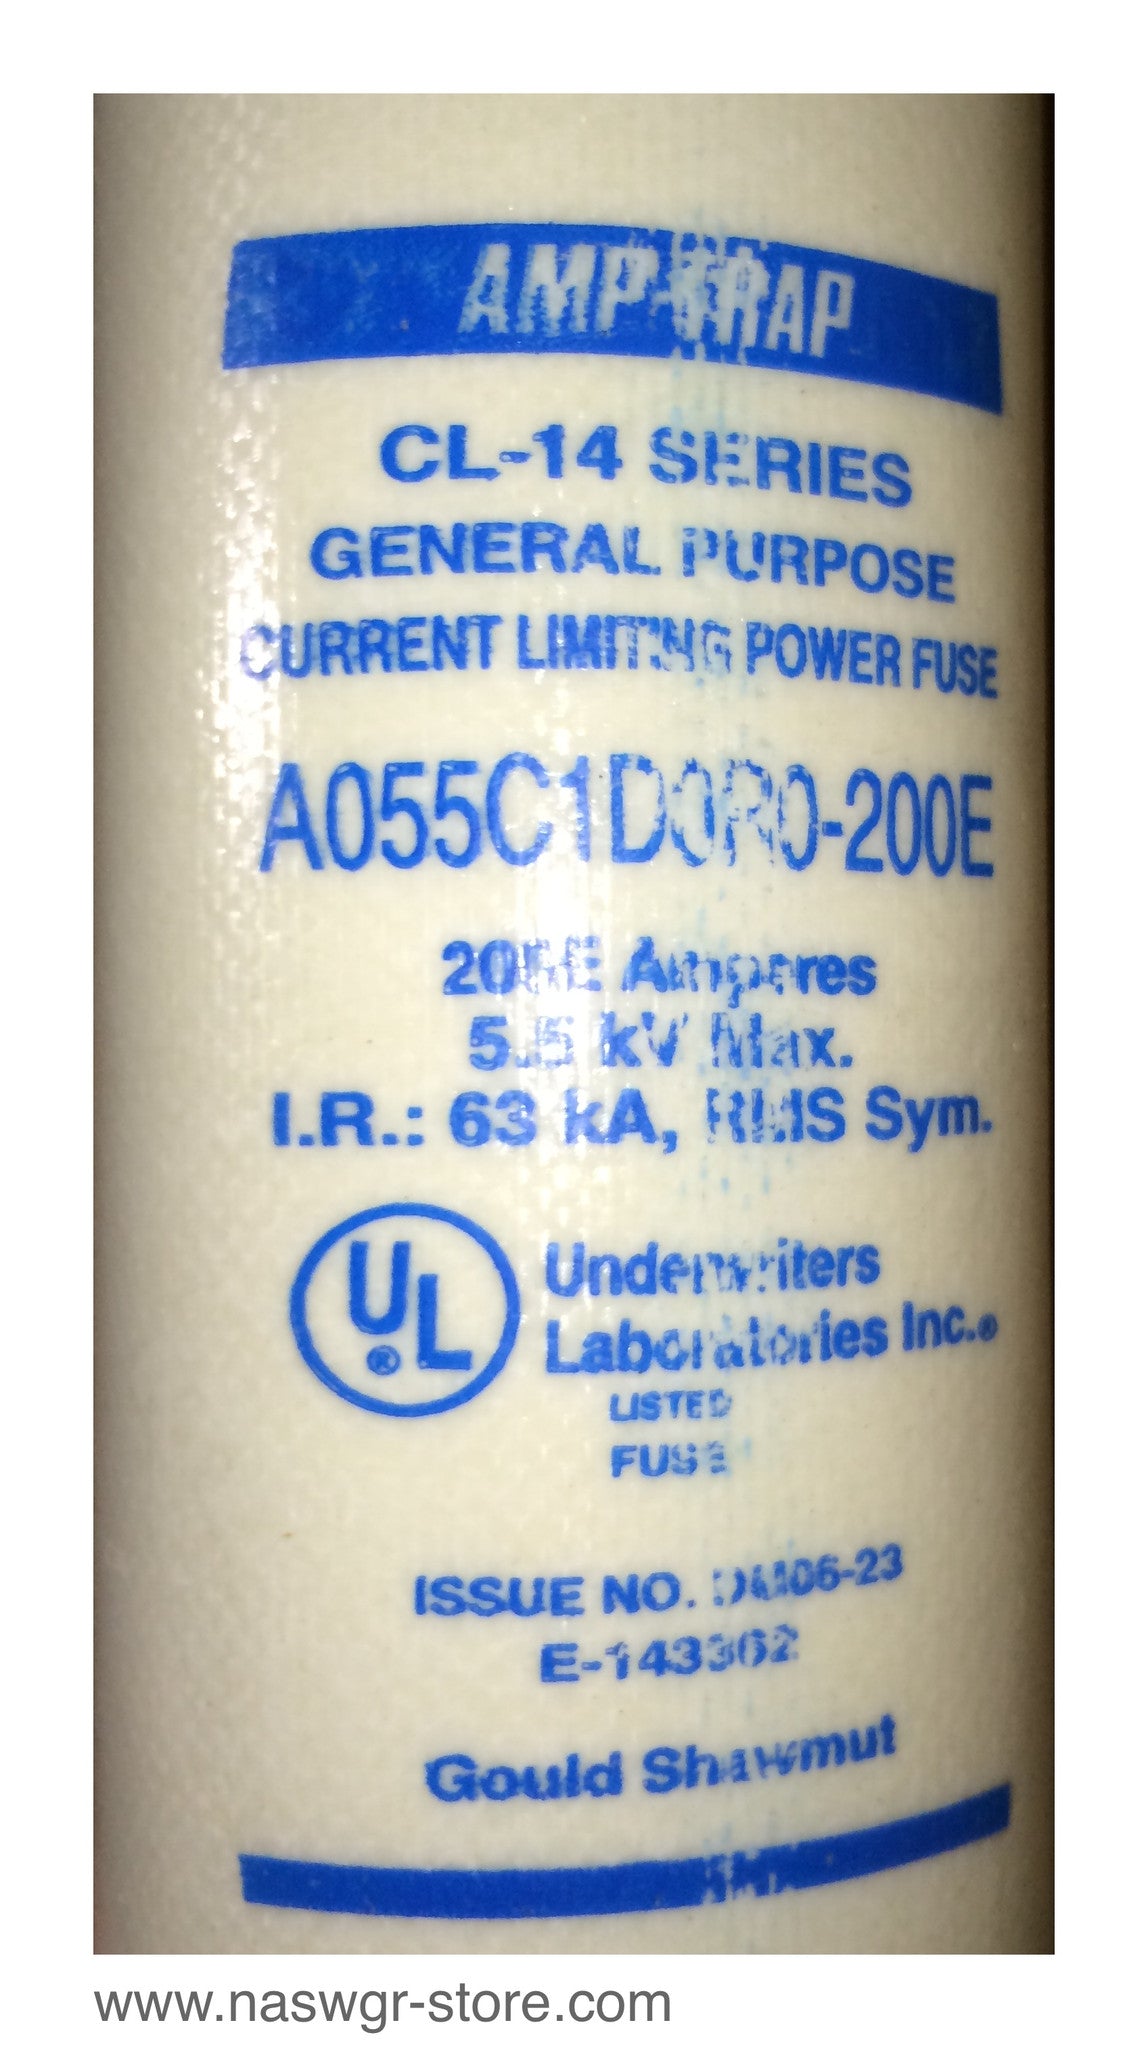 AMP-TRAP
CL-14 SERIES
GENERAL PURPOSE
CURRENT LIMITING POWER FUSE
A055C1D0R0-200E
200E Amperes
5.5 kV Max.
I.R.: 63 kA, RMS Sym.
UL
®
Underwriters
Laboratories Inc.®
LISTED
FUSE
ISSUE NO. DM06-23
E-143362
Gould Shawmut
www.naswgr-store.com